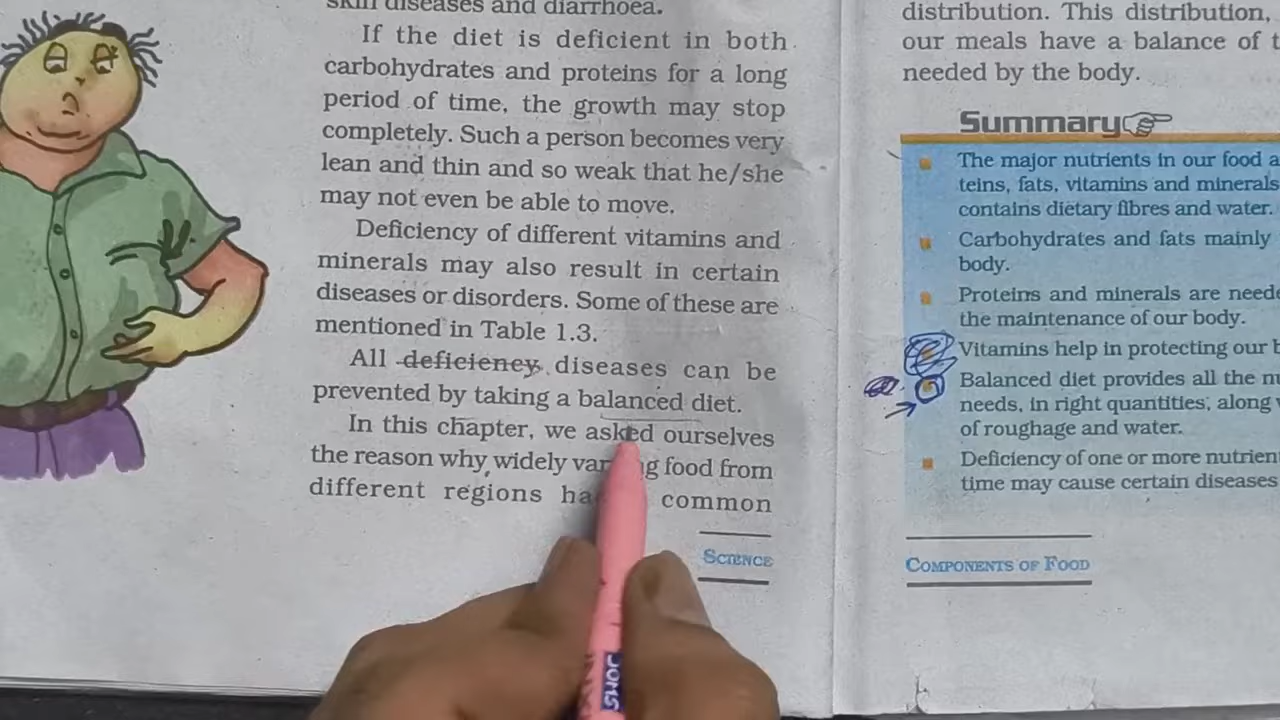 skin diseases and diarrhoea.
If the diet is deficient in both
carbohydrates and proteins for a long
period of time, the growth may stop
completely. Such a person becomes very
lean and thin and so weak that he/she
may not even be able to move.
Deficiency of different vitamins and
minerals may also result in certain
diseases or disorders. Some of these are
mentioned in Table 1.3.
All deficiency diseases can be
prevented by taking a balanced diet.
In this chapter, we asked ourselves
the reason why widely food from
different regions common
SCIENCE
distribution. This distribution,
our meals have a balance of
needed by the body.
Summary
The major nutrients in our food
teins, fats, vitamins and minerals
contains dietary fibres and water.
Carbohydrates and fats mainly
body.
Proteins and minerals are
the maintenance of our body.
Vitamins help in protecting our
Balanced diet provides all the
needs, in right quantities, along
of roughage and water.
Deficiency of one or more
time may cause certain diseases
COMPONENTS OF FOOD